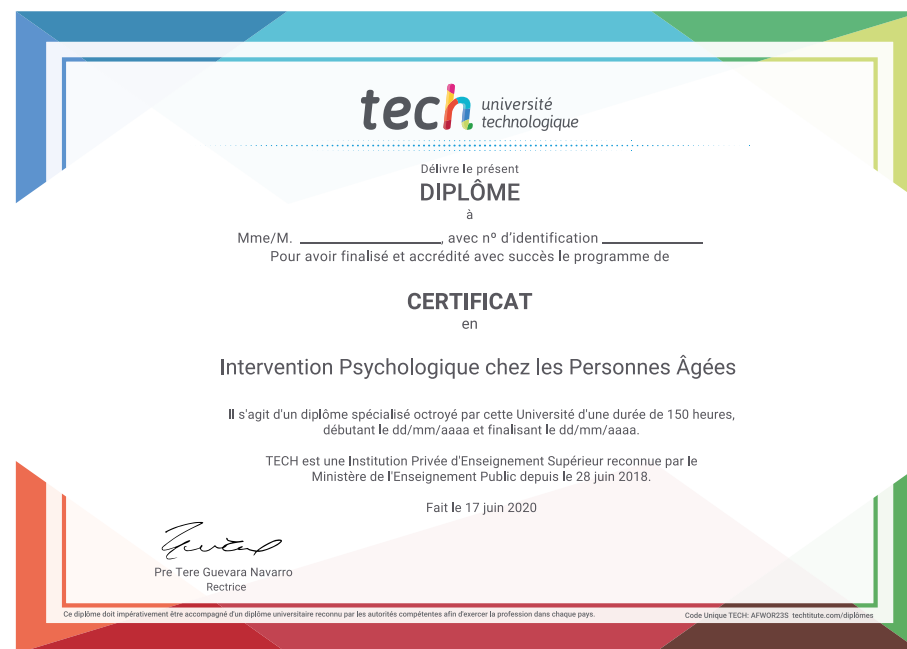 tech université
technologique
Délivre le présent
DIPLÔME
à
Mme/M. ____________________, avec nº d'identification ______________
Pour avoir finalisé et accrédité avec succès le programme de
CERTIFICAT
en
Intervention Psychologique chez les Personnes Âgées
Il s'agit d'un diplôme spécialisé octroyé par cette Université d'une durée de 150 heures,
débutant le dd/mm/aaaa et finalisant le dd/mm/aaaa.
TECH est une Institution Privée d'Enseignement Supérieur reconnue par le
Ministère de l'Enseignement Public depuis le 28 juin 2018.
Fait le 17 juin 2020
Pre Tere Guevara Navarro
Rectrice
Ce diplôme doit impérativement être accompagné d'un diplôme universitaire reconnu par les autorités compétentes afin d'exercer la profession dans chaque pays.
Code Unique TECH: AFWOR23S techtitute.com/diplômes